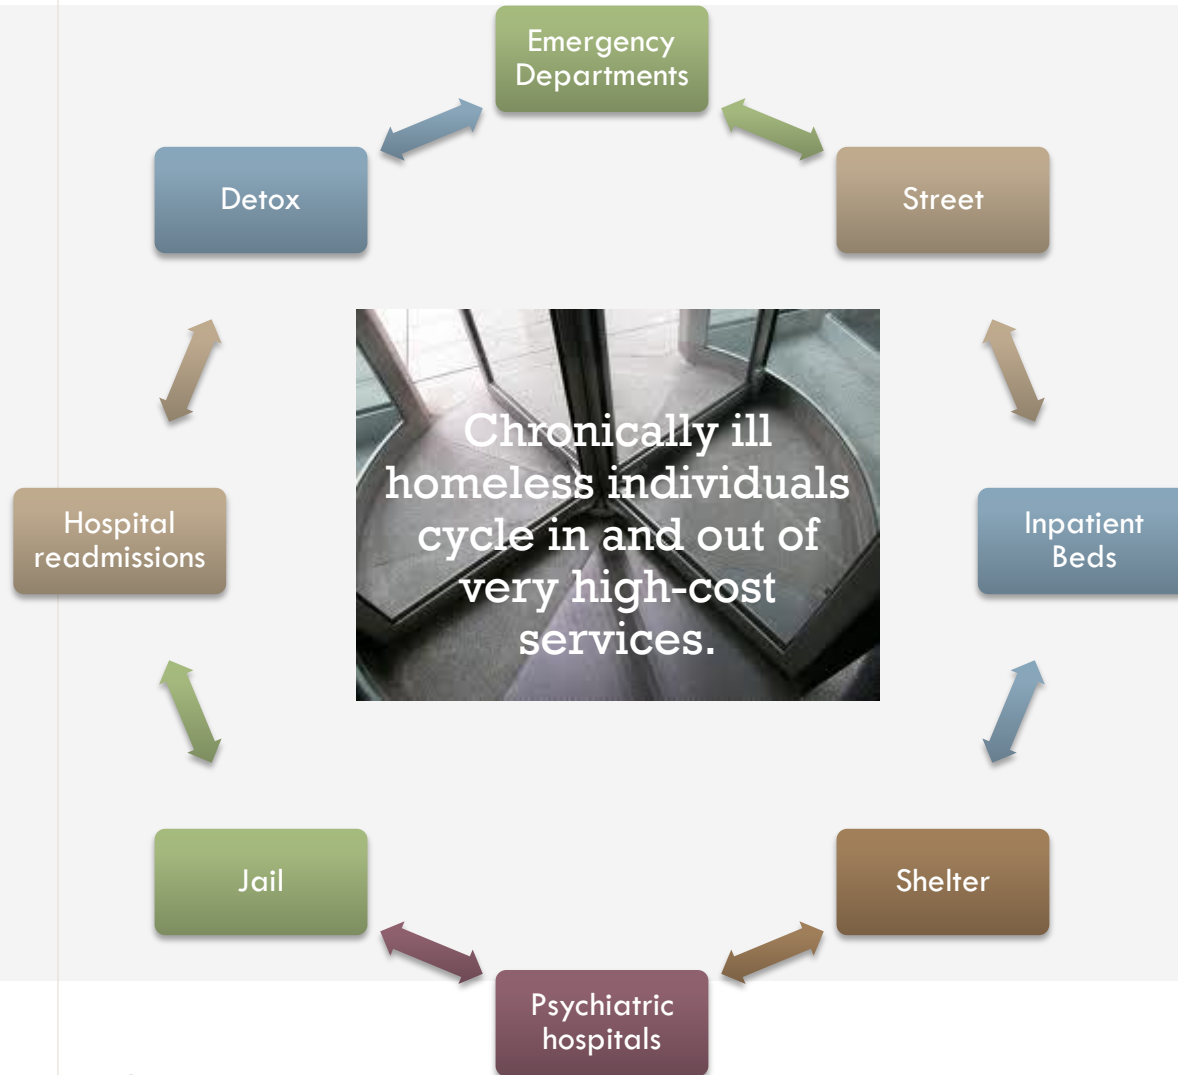 Emergency
Departments
Detox
Street
Chronically ill
homeless individuals
cycle in and out of
very high-cost
services.
Hospital
readmissions
Inpatient
Beds
Jail
Shelter
Psychiatric
hospitals